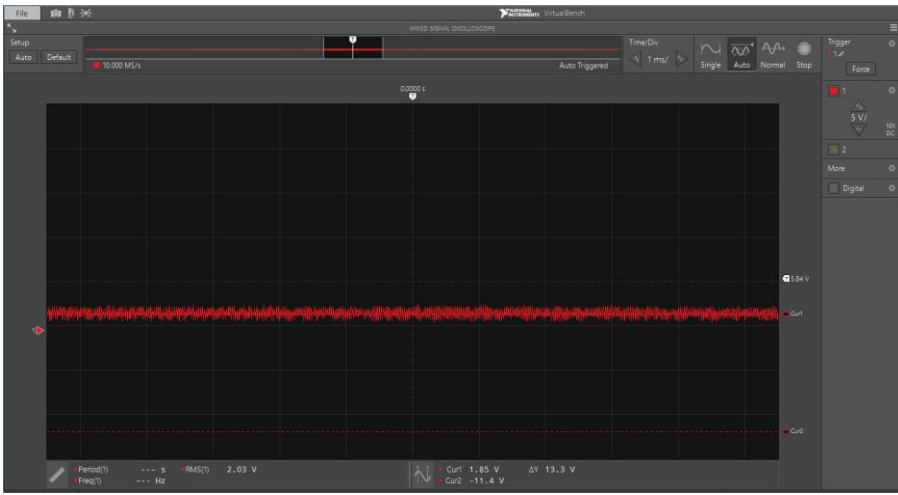 File
NATIONAL INSTRUMENTS VirtualBench
MIXED SIGNAL OSCILLOSCOPE
Setup
Auto Default
10.000 MS/s
Auto Triggered
Time/Div
1 ms/
Single Auto Normal Stop
Trigger
1
Force
0.0000 s
T
1
5 V/
10X
DC
2
More
Digital
5.84 V
Cur1
Cur2
Period(1) --- s RMS(1) 2.03 V
Freq(1) --- Hz
Cur1 1.85 V ΔY 13.3 V
Cur2 -11.4 V